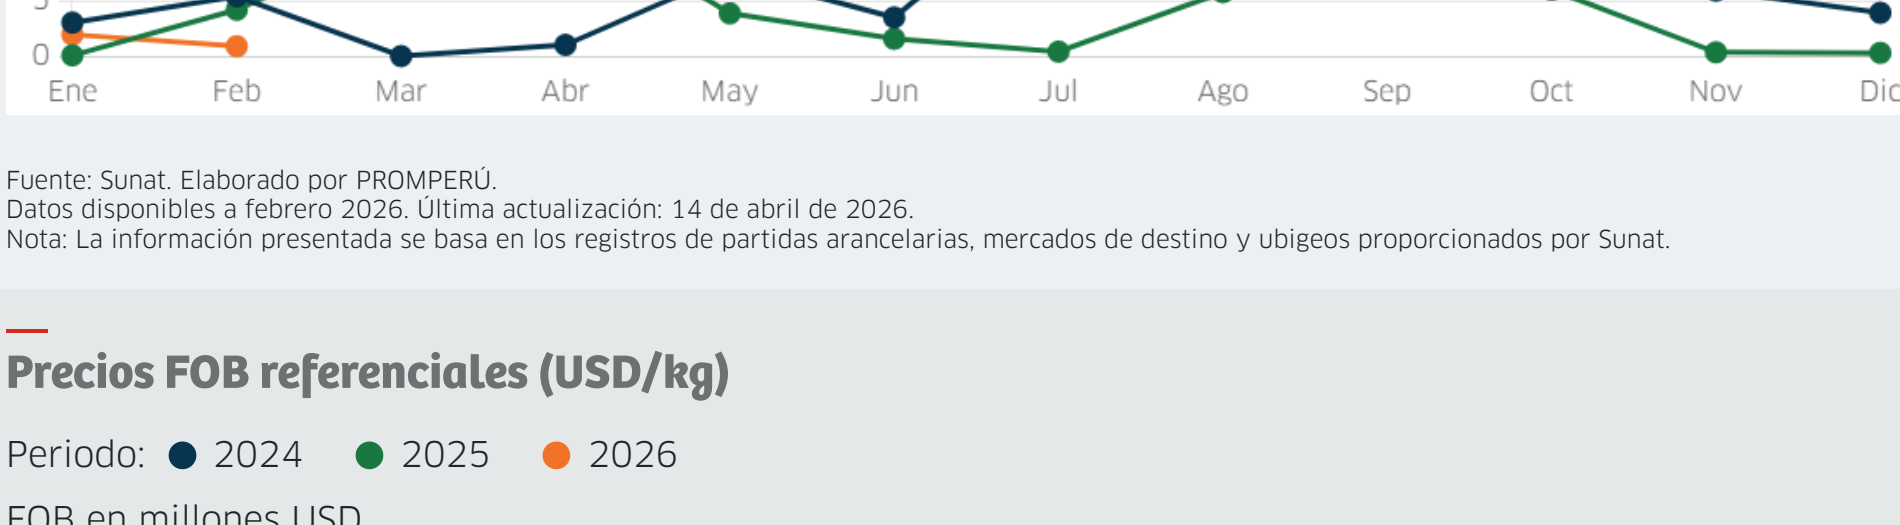 5
0
Ene Feb Mar Abr May Jun Jul Ago Sep Oct Nov Dic
Fuente: Sunat. Elaborado por PROMPERÚ.
Datos disponibles a febrero 2026. Última actualización: 14 de abril de 2026.
Nota: La información presentada se basa en los registros de partidas arancelarias, mercados de destino y ubigeos proporcionados por Sunat.
Precios FOB referenciales (USD/kg)
Periodo: 2024 2025 2026
FOB en millones USD